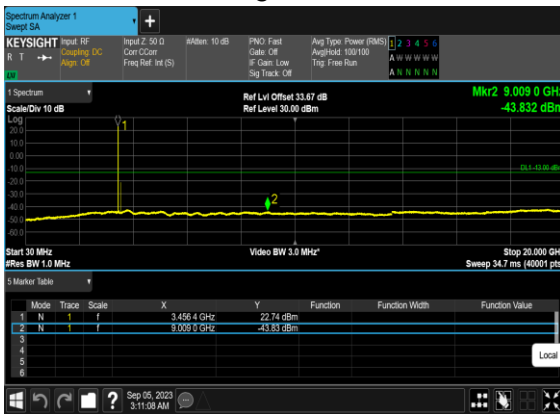 Spectrum Analyzer 1
Swept SA
KEYSIGHT
R T
LV
Input: RF
Coupling: DC
Align: Off
Input Z: 50 Ω
Corr CCorr
Freq Ref: Int (S)
#Atten: 10 dB
PNO: Fast
Gate: Off
IF Gain: Low
Sig Track: Off
Avg Type: Power (RMS)
Avg|Hold: 100/100
Trig: Free Run
1 2 3 4 5 6
A W W W W W
A N N N N N
1 Spectrum
Scale/Div 10 dB
Ref Lvl Offset 33.67 dB
Ref Level 30.00 dBm
Mkr2 9.009 0 GHz
-43.832 dBm
Log
20.0
10.0
0.00
-10.0
-20.0
-30.0
-40.0
-50.0
-60.0
1
2
DL1 -13.00 dBm
Start 30 MHz
#Res BW 1.0 MHz
Video BW 3.0 MHz*
Stop 20.000 GH
Sweep 34.7 ms (40001 pts
5 Marker Table
Mode Trace Scale X Y Function Function Width Function Value
1 N 1 f 3.456 4 GHz 22.74 dBm
2 N 1 f 9.009 0 GHz -43.83 dBm
3
4
5
6
Local
?
Sep 05, 2023
3:11:08 AM